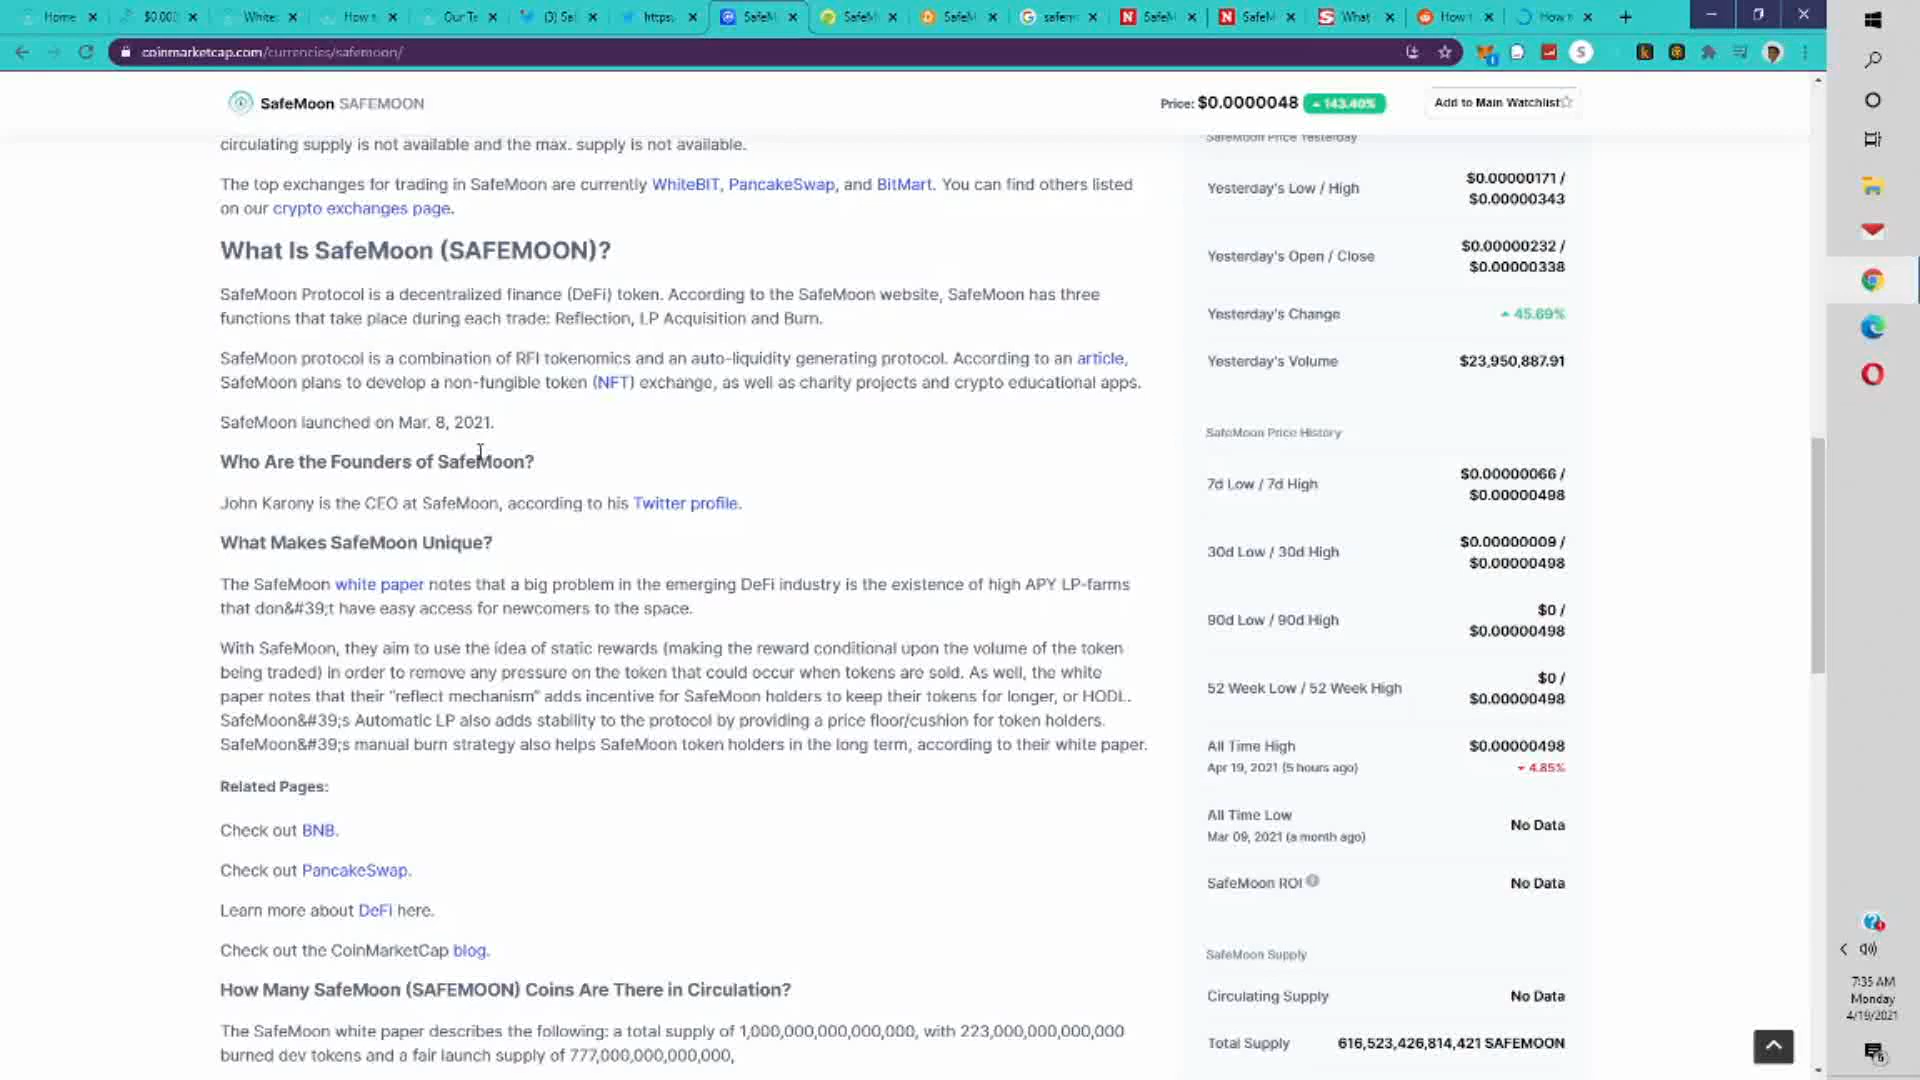 Home
$0.00
White
How t
Our Te
(3) Sa
https:
SafeM
SafeM
SafeM
safem
SafeM
SafeM
What
How t
How t
coinmarketcap.com/currencies/safemoon/
SafeMoon SAFEMOON
Price: $0.0000048 143.40%
Add to Main Watchlist
circulating supply is not available and the max. supply is not available.
The top exchanges for trading in SafeMoon are currently WhiteBIT, PancakeSwap, and BitMart. You can find others listed
on our crypto exchanges page.
What Is SafeMoon (SAFEMOON)?
SafeMoon Protocol is a decentralized finance (DeFi) token. According to the SafeMoon website, SafeMoon has three
functions that take place during each trade: Reflection, LP Acquisition and Burn.
SafeMoon protocol is a combination of RFI tokenomics and an auto-liquidity generating protocol. According to an article,
SafeMoon plans to develop a non-fungible token (NFT) exchange, as well as charity projects and crypto educational apps.
SafeMoon launched on Mar. 8, 2021.
Who Are the Founders of SafeMoon?
John Karony is the CEO at SafeMoon, according to his Twitter profile.
What Makes SafeMoon Unique?
The SafeMoon white paper notes that a big problem in the emerging DeFi industry is the existence of high APY LP-farms
that don&#39;t have easy access for newcomers to the space.
With SafeMoon, they aim to use the idea of static rewards (making the reward conditional upon the volume of the token
being traded) in order to remove any pressure on the token that could occur when tokens are sold. As well, the white
paper notes that their "reflect mechanism" adds incentive for SafeMoon holders to keep their tokens for longer, or HODL.
SafeMoon&#39;s Automatic LP also adds stability to the protocol by providing a price floor/cushion for token holders.
SafeMoon&#39;s manual burn strategy also helps SafeMoon token holders in the long term, according to their white paper.
Related Pages:
Check out BNB.
Check out PancakeSwap.
Learn more about DeFi here.
Check out the CoinMarketCap blog.
How Many SafeMoon (SAFEMOON) Coins Are There in Circulation?
The SafeMoon white paper describes the following: a total supply of 1,000,000,000,000,000, with 223,000,000,000,000
burned dev tokens and a fair launch supply of 777,000,000,000,000,
SafeMoon Price Yesterday
Yesterday's Low / High
$0.00000171 /
$0.00000343
Yesterday's Open / Close
$0.00000232 /
$0.00000338
Yesterday's Change
45.69%
Yesterday's Volume
$23,950,887.91
SafeMoon Price History
7d Low / 7d High
$0.00000066 /
$0.00000498
30d Low / 30d High
$0.00000009 /
$0.00000498
90d Low / 90d High
$0 /
$0.00000498
52 Week Low / 52 Week High
$0 /
$0.00000498
All Time High
Apr 19, 2021 (5 hours ago)
$0.00000498
4.85%
All Time Low
Mar 09, 2021 (a month ago)
No Data
SafeMoon ROI
No Data
SafeMoon Supply
Circulating Supply
No Data
Total Supply
616,523,426,814,421 SAFEMOON
7:35 AM
Monday
4/19/2021